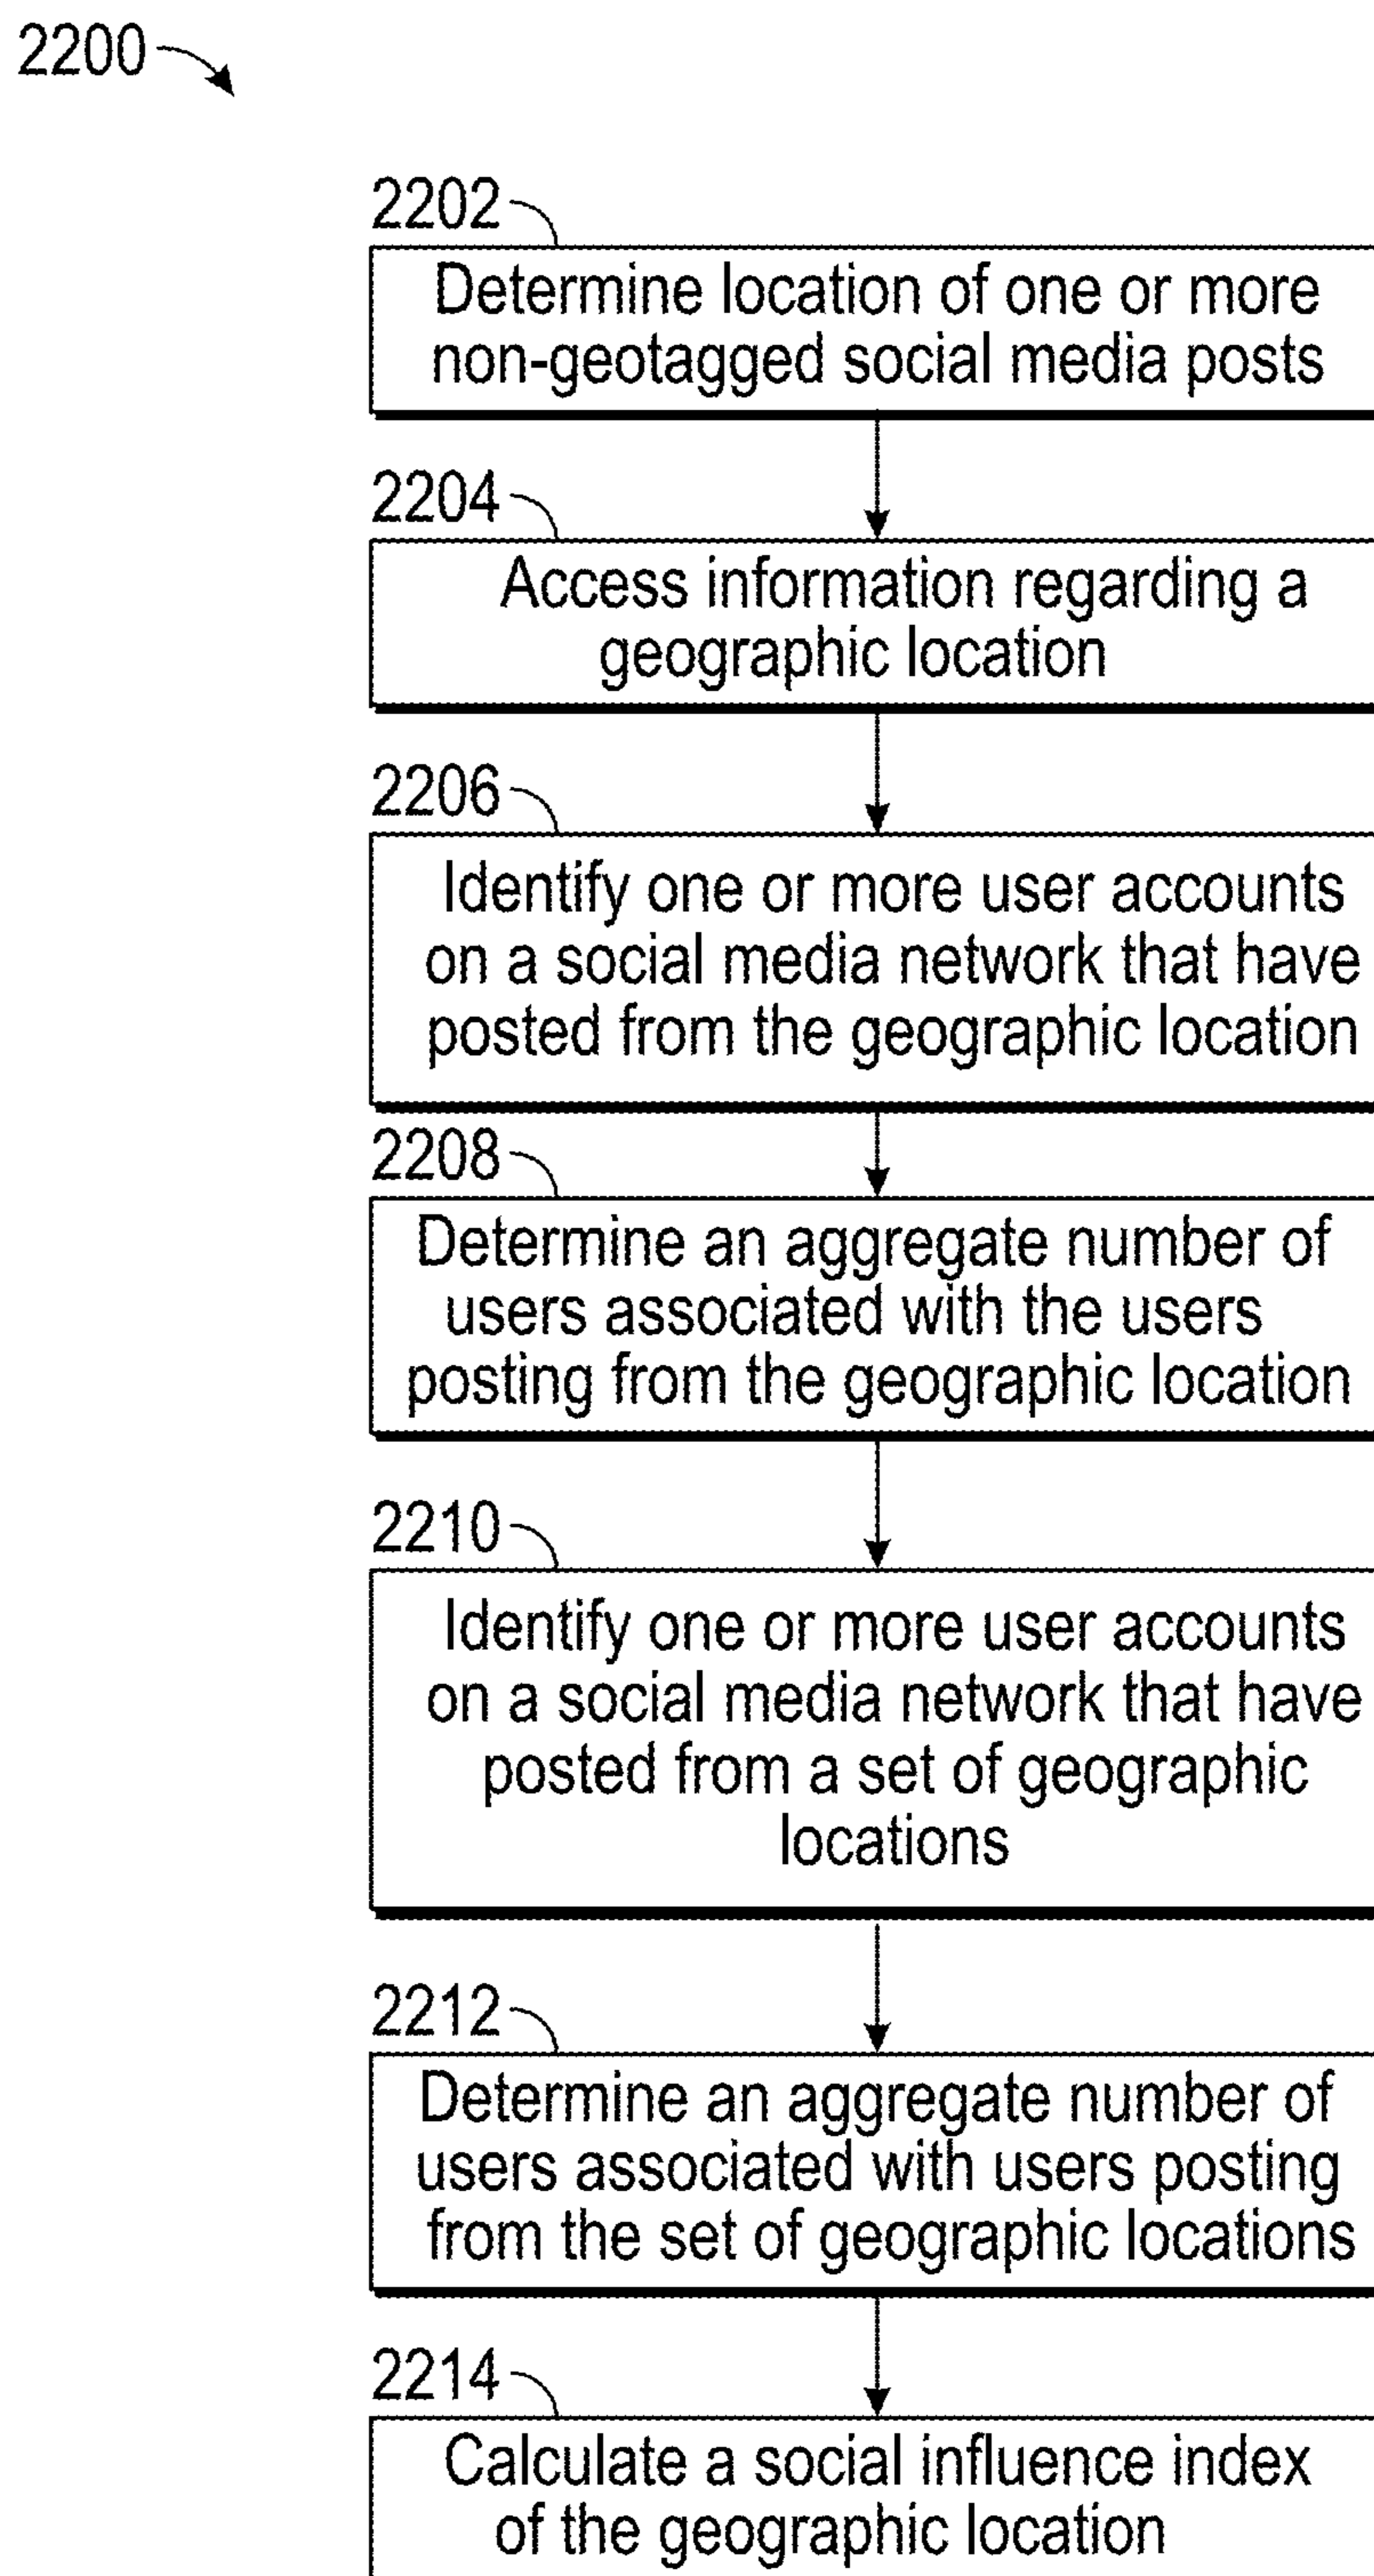 2200
2202
Determine location of one or more
non-geotagged social media posts
2204
Access information regarding a
geographic location
2206
Identify one or more user accounts
on a social media network that have
posted from the geographic location
2208
Determine an aggregate number of
users associated with the users
posting from the geographic location
2210
Identify one or more user accounts
on a social media network that have
posted from a set of geographic
locations
2212
Determine an aggregate number of
users associated with users posting
from the set of geographic locations
2214
Calculate a social influence index
of the geographic location